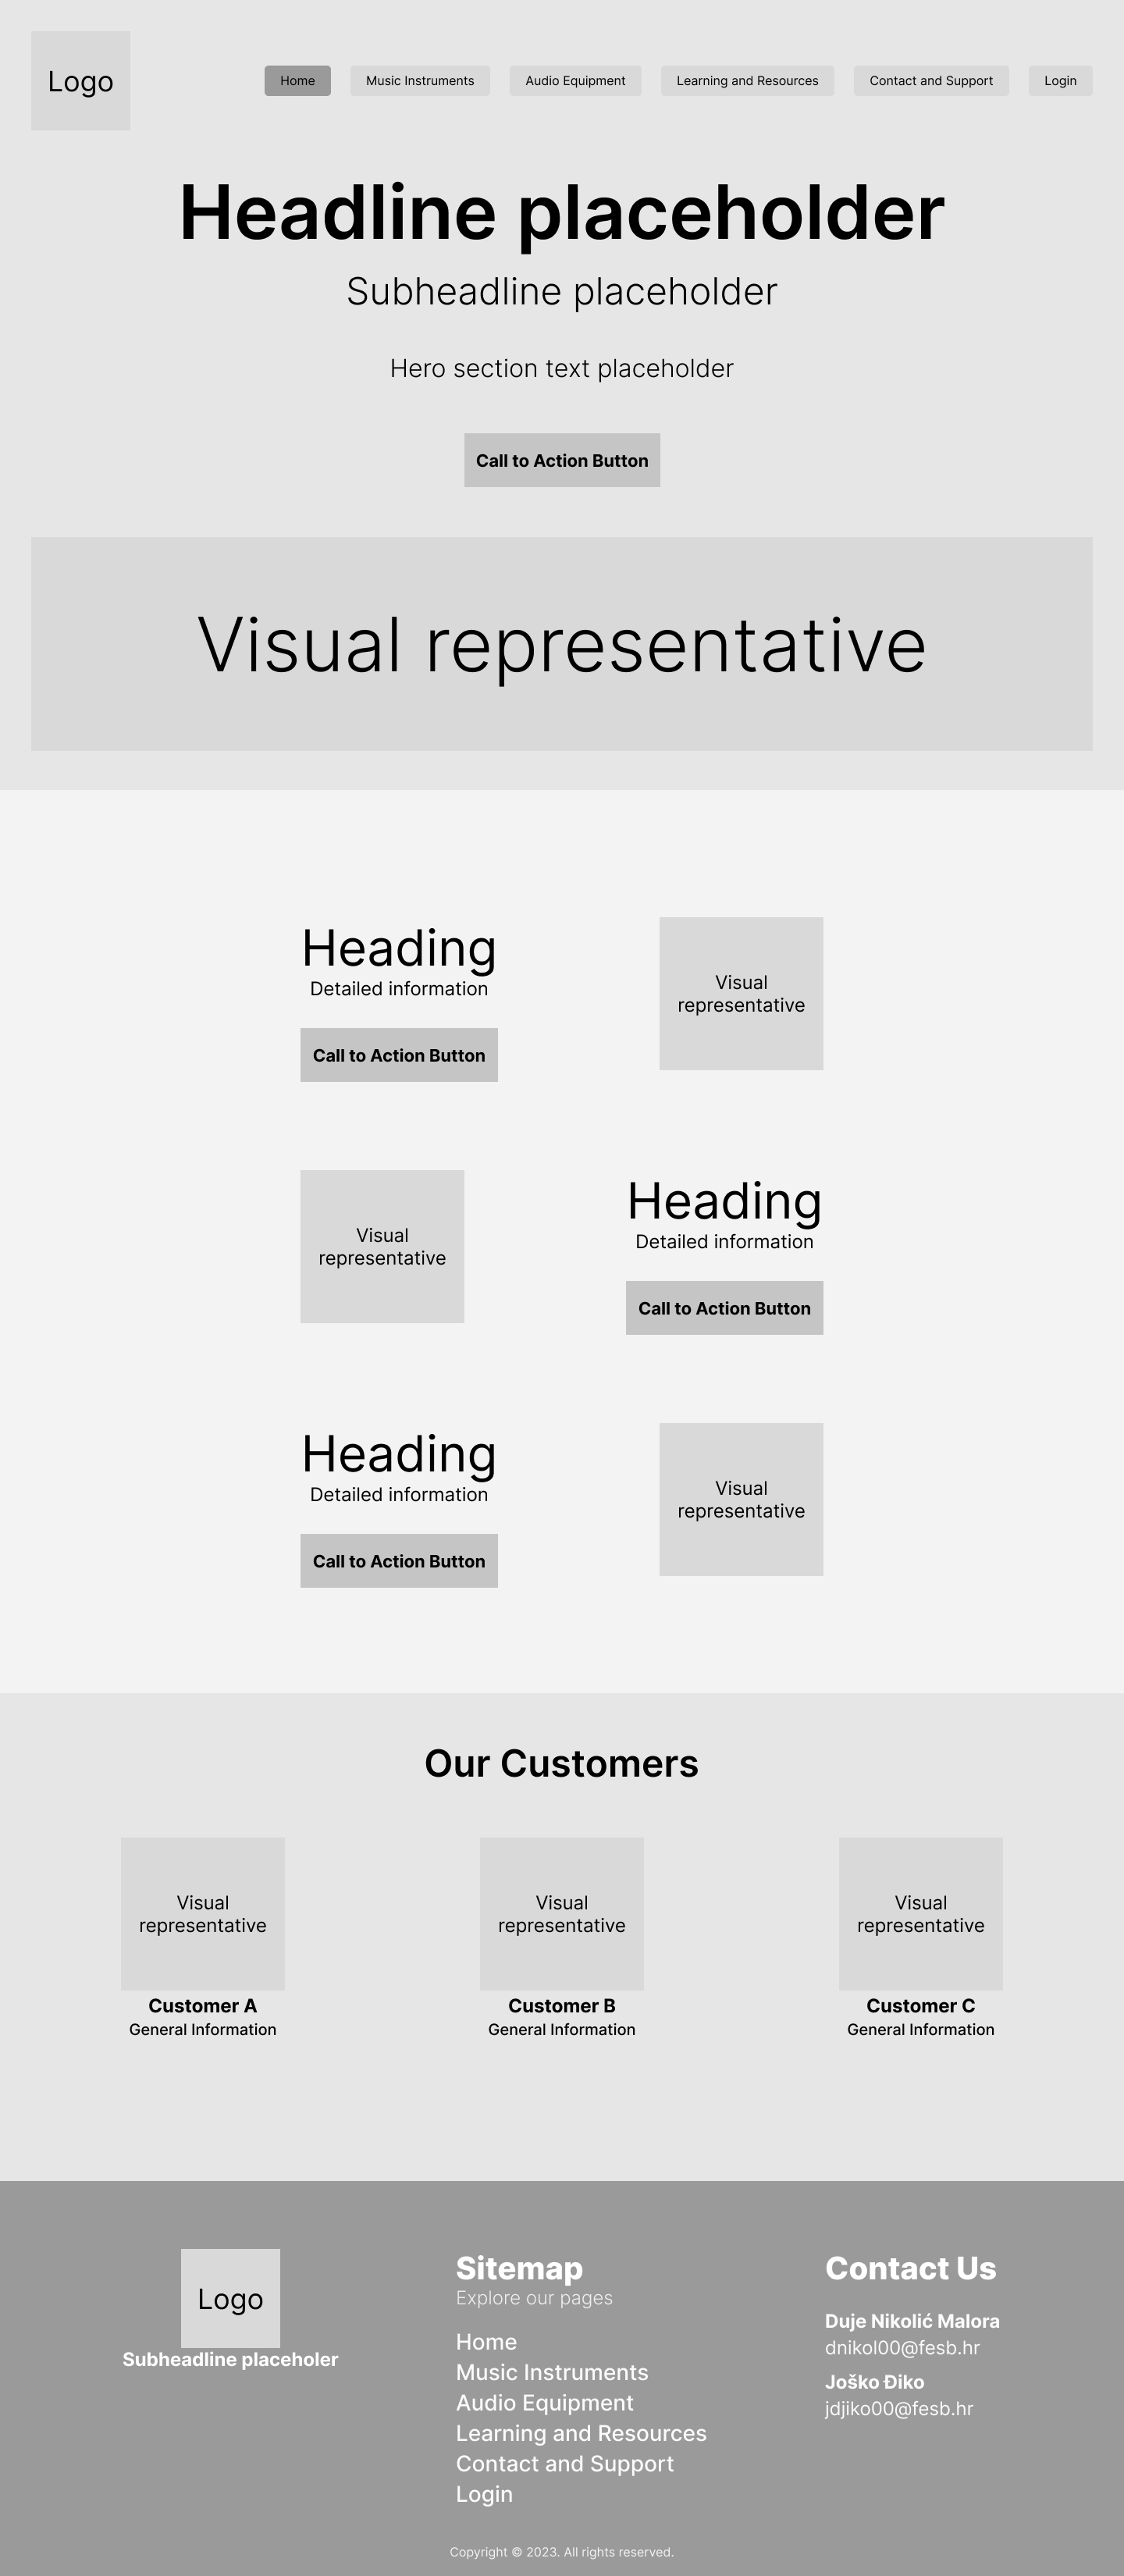 Logo
Home
Music Instruments
Audio Equipment
Learning and Resources
Contact and Support
Login
Headline placeholder
Subheadline placeholder
Hero section text placeholder
Call to Action Button
Visual representative
Heading
Detailed information
Call to Action Button
Visual
representative
Visual
representative
Heading
Detailed information
Call to Action Button
Heading
Detailed information
Call to Action Button
Visual
representative
Our Customers
Visual
representative
Customer A
General Information
Visual
representative
Customer B
General Information
Visual
representative
Customer C
General Information
Logo
Subheadline placeholer
Sitemap
Explore our pages
Home
Music Instruments
Audio Equipment
Learning and Resources
Contact and Support
Login
Contact Us
Duje Nikolić Malora
dnikol00@fesb.hr
Joško Điko
jdjiko00@fesb.hr
Copyright © 2023. All rights reserved.